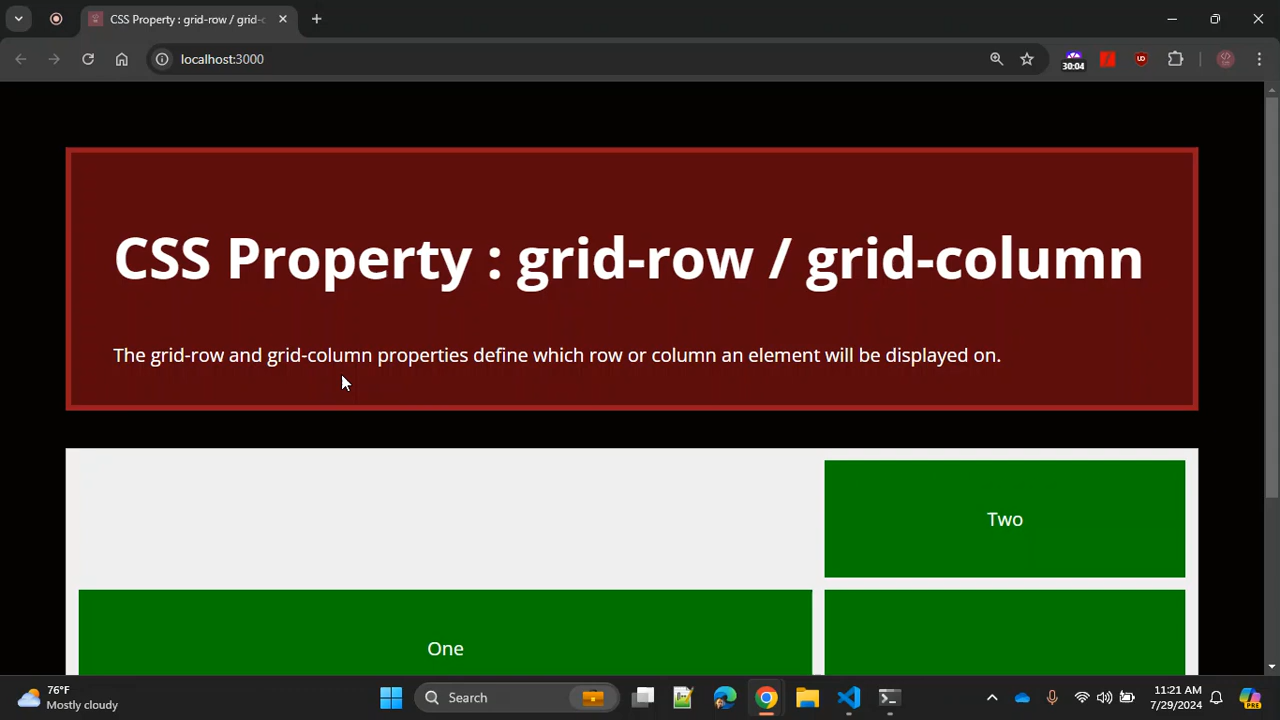 CSS Property : grid-row / grid-c
localhost:3000
30:04
UD
CSS Property : grid-row / grid-column
The grid-row and grid-column properties define which row or column an element will be displayed on.
Two
One
76°F
Mostly cloudy
Search
11:21 AM
7/29/2024
PRE